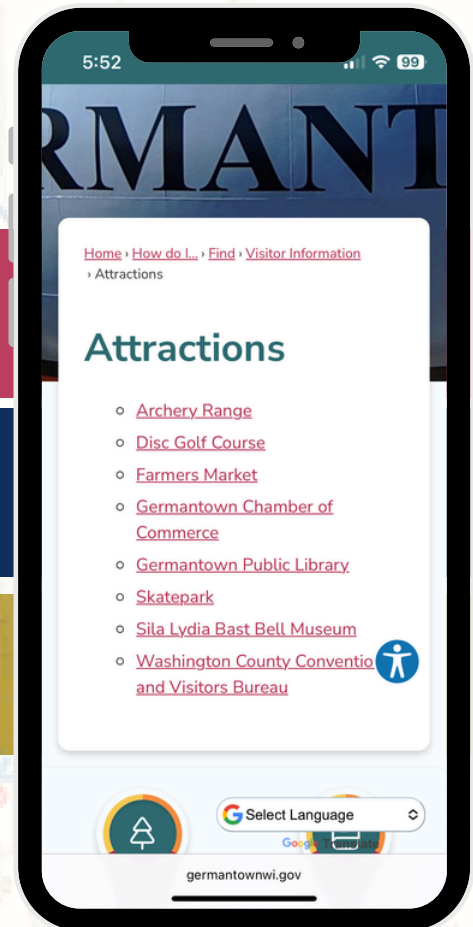 5:52
99
RMANT
Home › How do I... › Find › Visitor Information
› Attractions
Attractions
Archery Range
Disc Golf Course
Farmers Market
Germantown Chamber of
Commerce
Germantown Public Library
Skatepark
Sila Lydia Bast Bell Museum
Washington County Conventio
and Visitors Bureau
G Select Language
Google Translate
germantownwi.gov